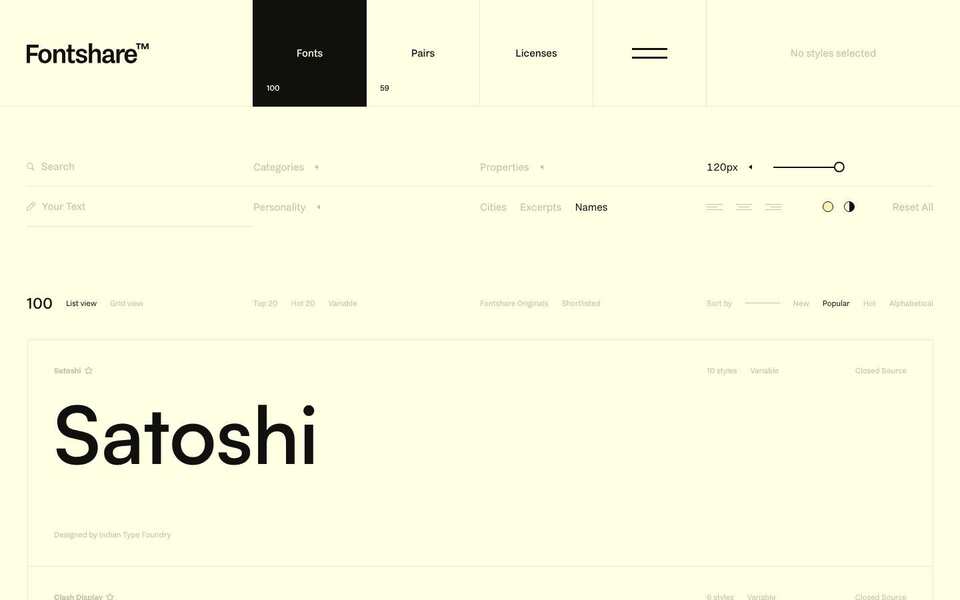 Fontshare™
Fonts
100
Pairs
59
Licenses
No styles selected
Search
Categories
Properties
120px
Your Text
Personality
Cities Excerpts Names
Reset All
100 List view Grid view
Top 20 Hot 20 Variable
Fontshare Originals Shortlisted
Sort by New Popular Hot Alphabetical
Satoshi
10 styles Variable
Closed Source
Satoshi
Designed by Indian Type Foundry
Clash Display
6 styles Variable
Closed Source